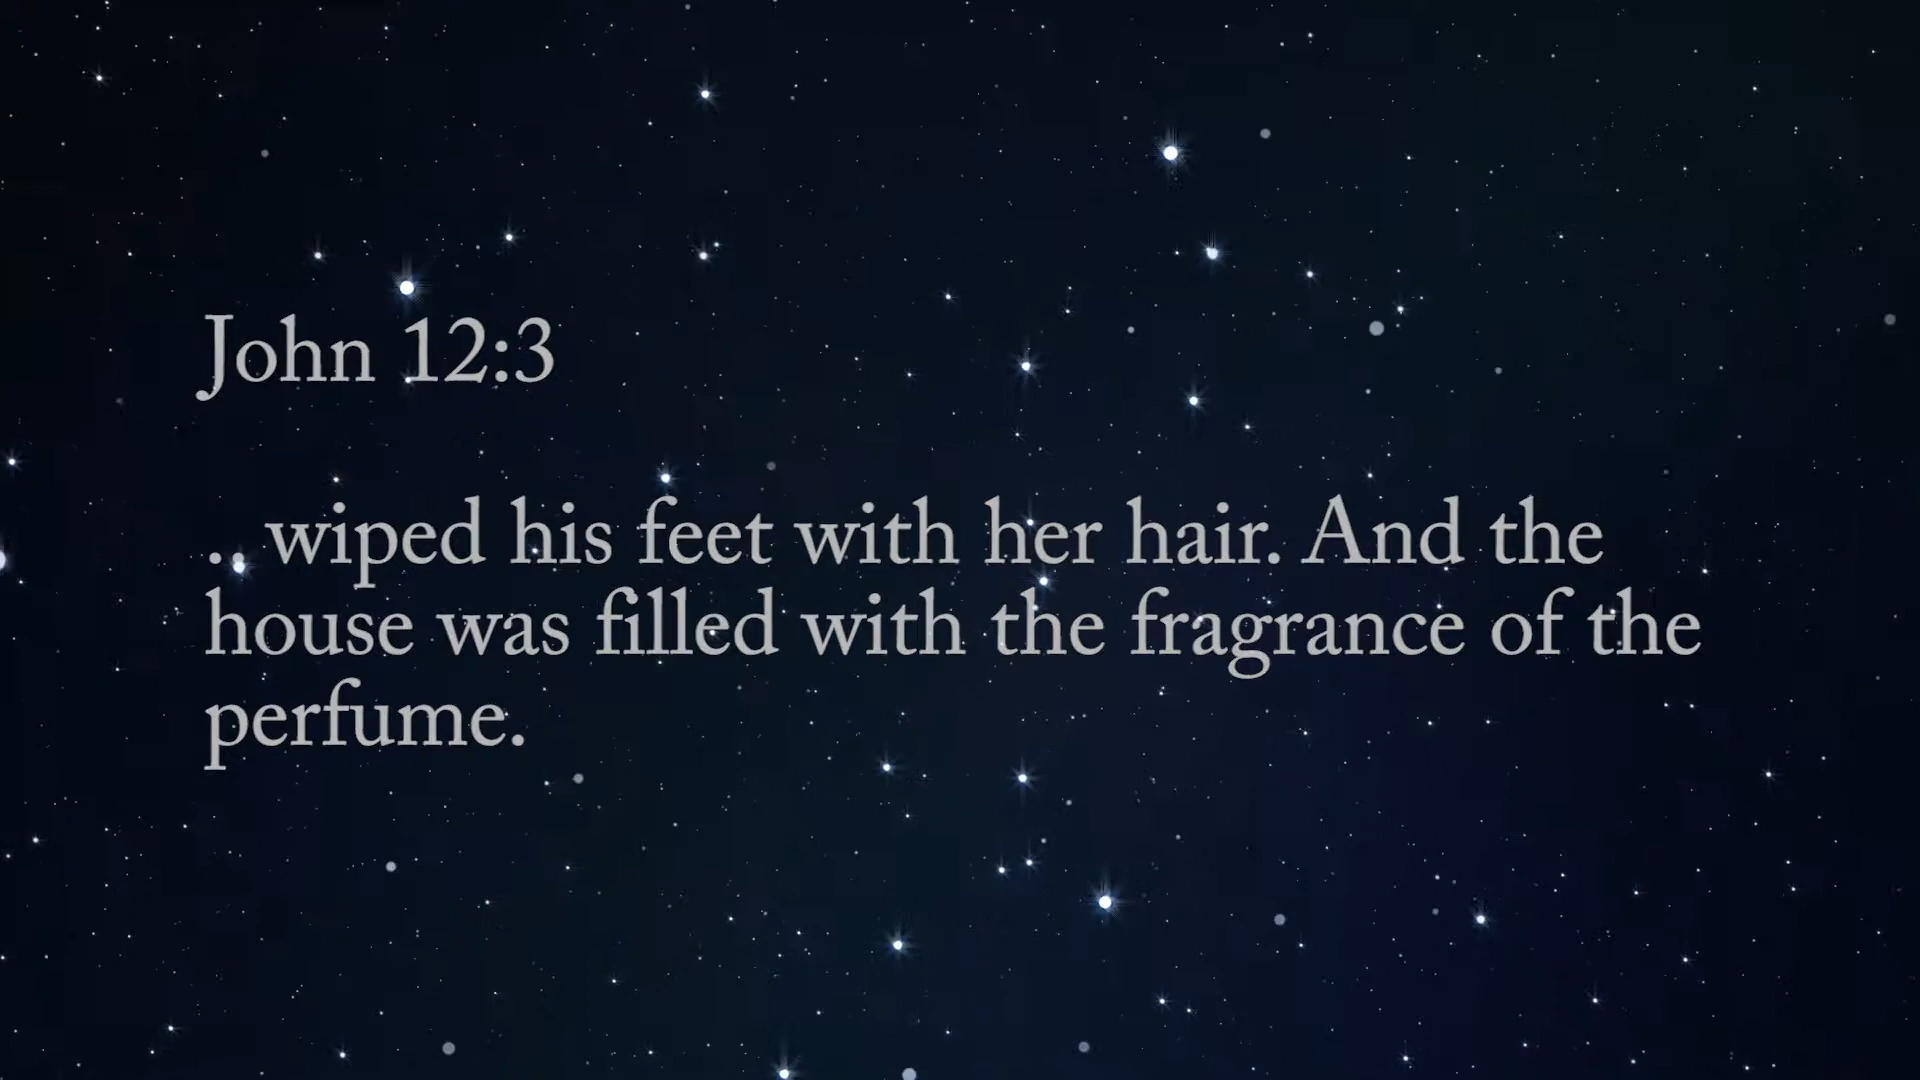 John 12:3
.. wiped his feet with her hair. And the
house was filled with the fragrance of the
perfume.